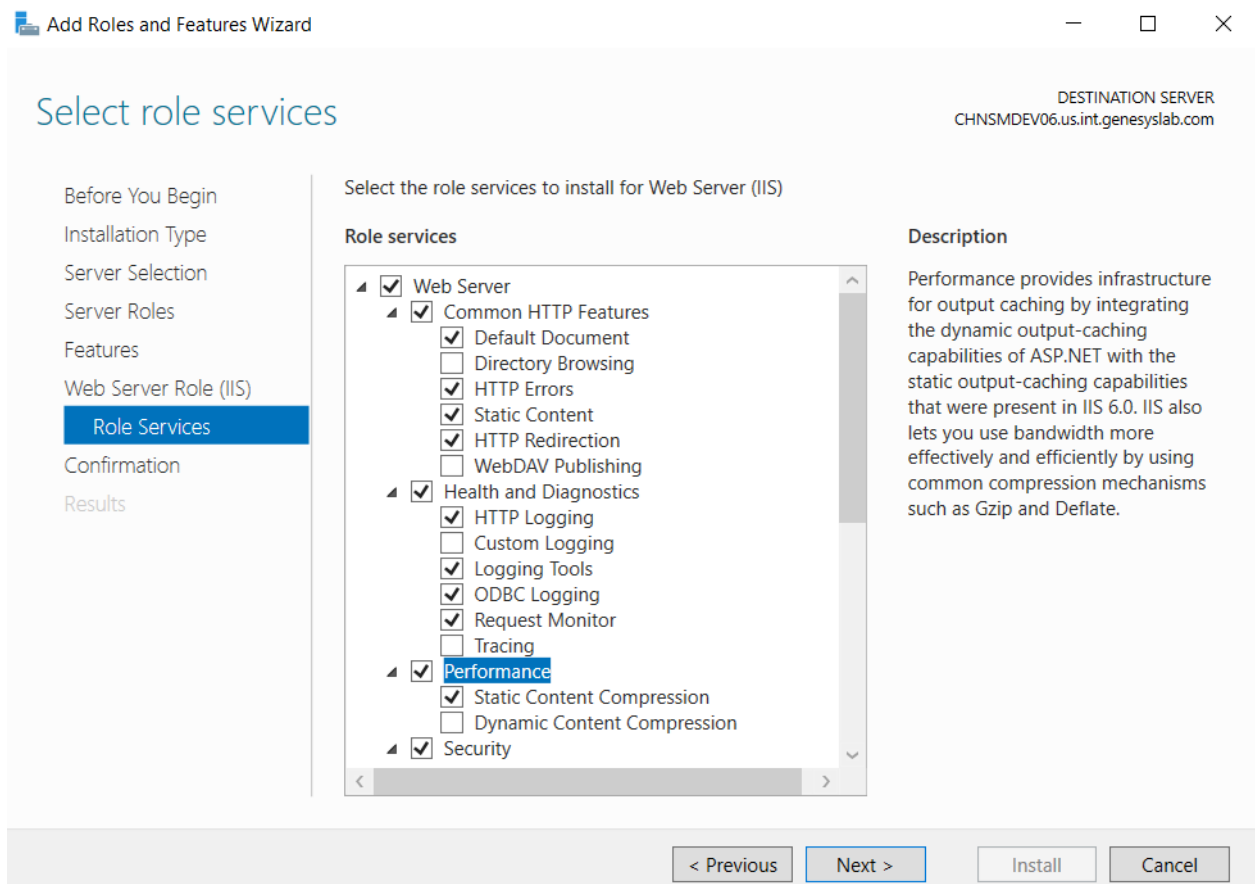 Add Roles and Features Wizard
Select role services
DESTINATION SERVER
CHNSMDEV06.us.int.genesyslab.com
Before You Begin
Installation Type
Server Selection
Server Roles
Features
Web Server Role (IIS)
Role Services
Confirmation
Results
Select the role services to install for Web Server (IIS)
Role services
Web Server
Common HTTP Features
Default Document
Directory Browsing
HTTP Errors
Static Content
HTTP Redirection
WebDAV Publishing
Health and Diagnostics
HTTP Logging
Custom Logging
Logging Tools
ODBC Logging
Request Monitor
Tracing
Performance
Static Content Compression
Dynamic Content Compression
Security
Description
Performance provides infrastructure
for output caching by integrating
the dynamic output-caching
capabilities of ASP.NET with the
static output-caching capabilities
that were present in IIS 6.0. IIS also
lets you use bandwidth more
effectively and efficiently by using
common compression mechanisms
such as Gzip and Deflate.
< Previous
Next >
Install
Cancel